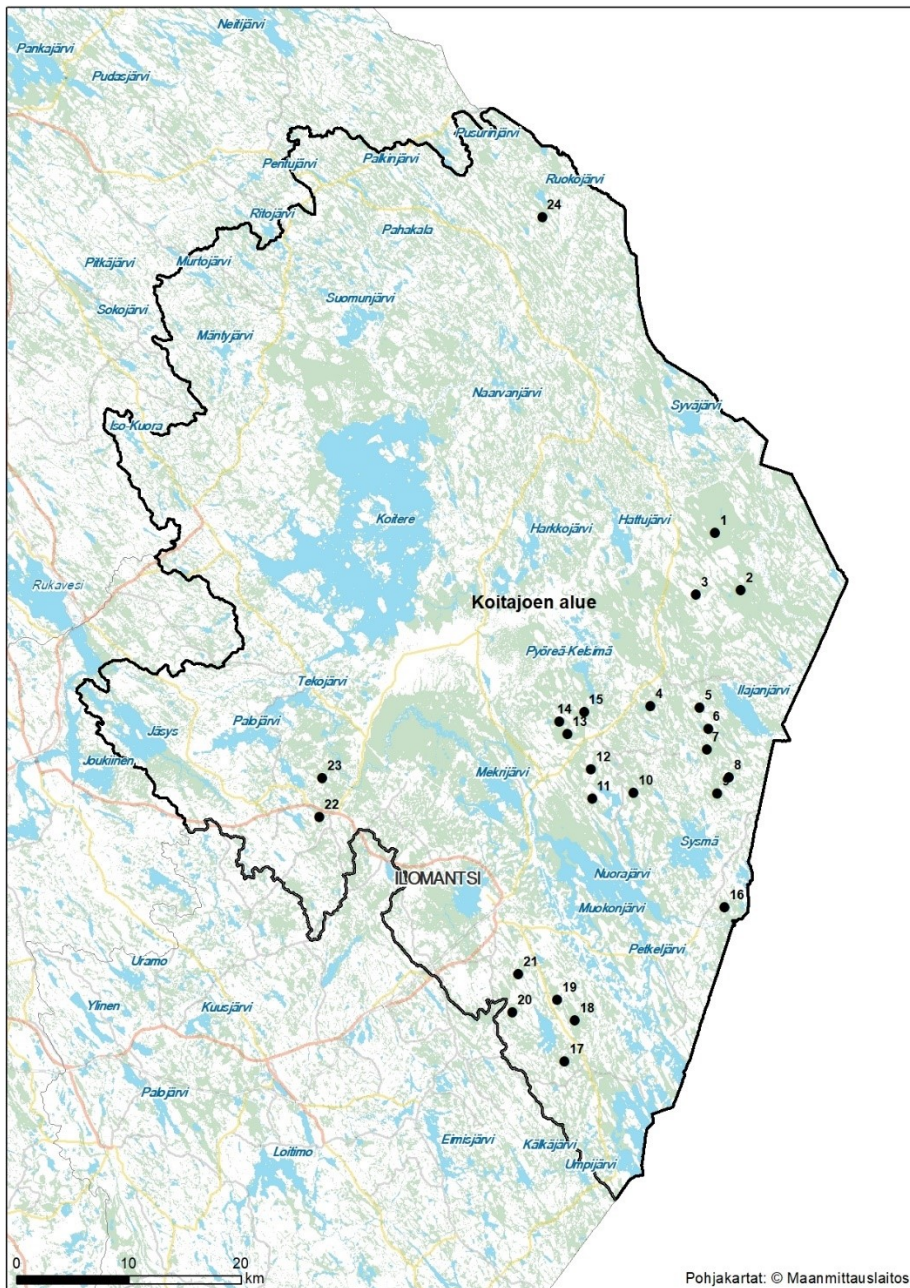 Neitijärvi
Pankajärvi
Pudasjärvi
Pusurinjärvi
Palkinjärvi
Pentujärvi
Ruokojärvi
24
Ritojärvi
Pahakala
Pitkäjärvi
Murtojärvi
Suomunjärvi
Sokojärvi
Mäntyjärvi
Naarvanjärvi
Syväjärvi
Iso-Kuora
Koitere
Harkkojärvi
Hattujärvi
1
Rukavesi
3
2
Koitajoen alue
Pyöreä-Kelsimä
Tekojärvi
Ilajanjärvi
15
4
5
14
6
Palojärvi
13
Jäsys
7
Joukiinen
23
12
8
Mekrijärvi
11
10
22
Sysmä
ILOMANTSI
Nuorajärvi
Muokonjärvi
16
Petkeljärvi
Uramo
21
19
Ylinen
Kuusjärvi
20
18
17
Palojärvi
Eimisjärvi
Kälkäjärvi
Loitimo
Umpijärvi
0 10 20
km
Pohjakartat: © Maanmittauslaitos